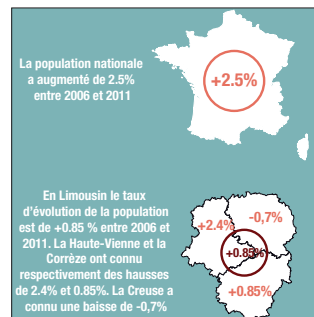 La population nationale
a augmenté de 2.5%
entre 2006 et 2011
+2.5%
En Limousin le taux
d'évolution de la population
est de +0.85 % entre 2006 et
2011. La Haute-Vienne et la
Corrèze ont connu
respectivement des hausses
de 2.4% et 0.85%. La Creuse a
connu une baisse de -0,7%
-0,7%
+2.4%
+0.85%
+0.85%